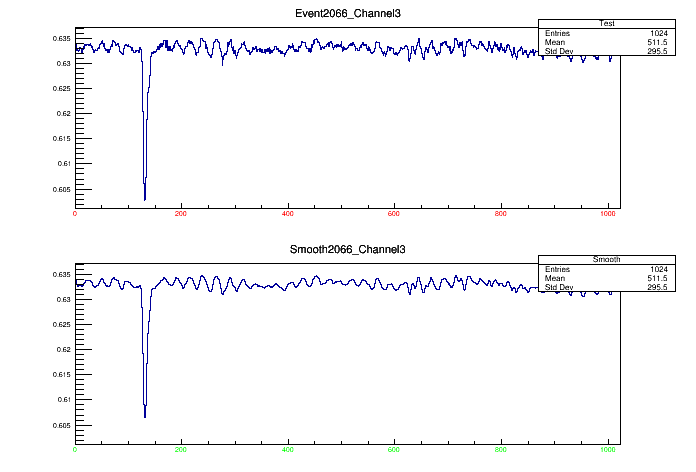 Event2066_Channel3
Test
Entries 1024
Mean 511.5
Std Dev 295.5
0.635
0.63
0.625
0.62
0.615
0.61
0.605
0 200 400 600 800 1000
Smooth2066_Channel3
Smooth
Entries 1024
Mean 511.5
Std Dev 295.5
0.635
0.63
0.625
0.62
0.615
0.61
0.605
0 200 400 600 800 1000